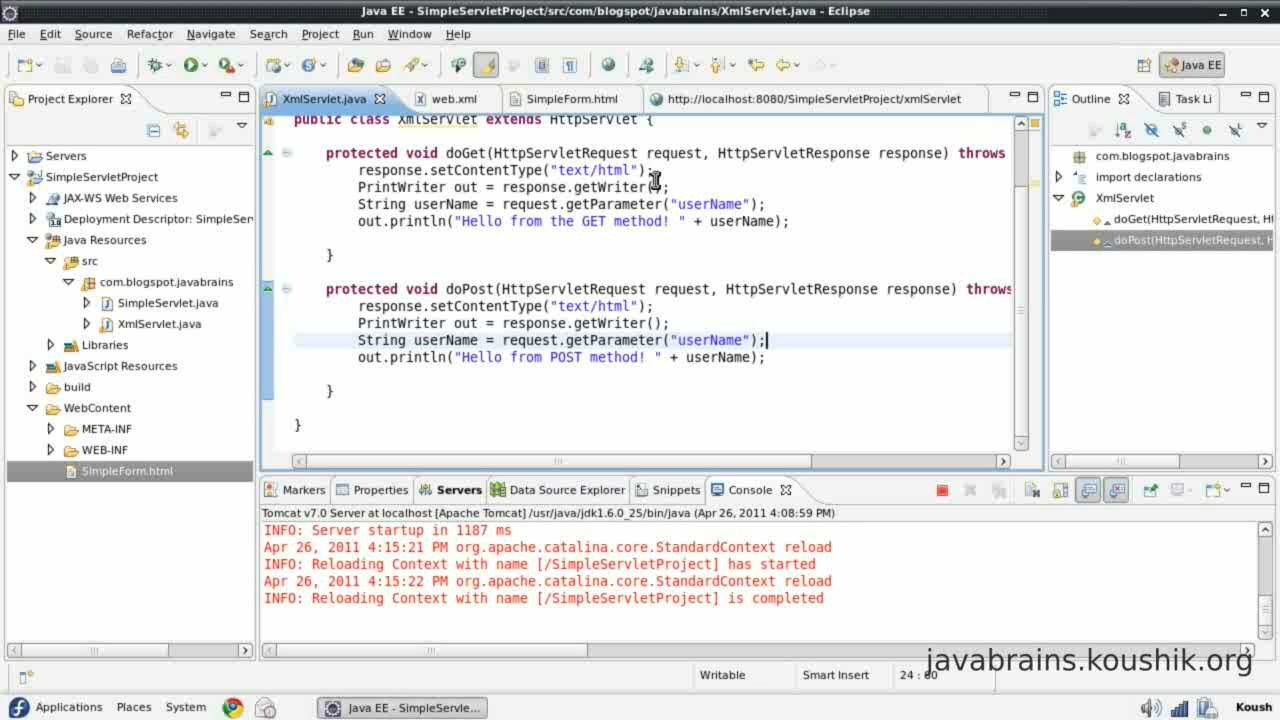 Java EE - SimpleServletProject/src/com/blogspot/javabrains/XmlServlet.java - Eclipse
File Edit Source Refactor Navigate Search Project Run Window Help
Java EE
Project Explorer
XmlServlet.java
web.xml
SimpleForm.html
http://localhost:8080/SimpleServletProject/xmlServlet
Outline
Task Li
Servers
SimpleServletProject
JAX-WS Web Services
Deployment Descriptor: SimpleServ
Java Resources
src
com.blogspot.javabrains
SimpleServlet.java
XmlServlet.java
Libraries
JavaScript Resources
build
WebContent
META-INF
WEB-INF
SimpleForm.html
public class XmlServlet extends HttpServlet {
protected void doGet(HttpServletRequest request, HttpServletResponse response) throws
response.setContentType("text/html");
PrintWriter out = response.getWriter();
String userName = request.getParameter("userName");
out.println("Hello from the GET method! " + userName);
}
protected void doPost(HttpServletRequest request, HttpServletResponse response) throws
response.setContentType("text/html");
PrintWriter out = response.getWriter();
String userName = request.getParameter("userName");
out.println("Hello from POST method! " + userName);
}
}
com.blogspot.javabrains
import declarations
XmlServlet
doGet(HttpServletRequest, H
doPost(HttpServletRequest, H
Markers
Properties
Servers
Data Source Explorer
Snippets
Console
Tomcat v7.0 Server at localhost [Apache Tomcat] /usr/java/jdk1.6.0_25/bin/java (Apr 26, 2011 4:08:59 PM)
INFO: Server startup in 1187 ms
Apr 26, 2011 4:15:21 PM org.apache.catalina.core.StandardContext reload
INFO: Reloading Context with name [/SimpleServletProject] has started
Apr 26, 2011 4:15:22 PM org.apache.catalina.core.StandardContext reload
INFO: Reloading Context with name [/SimpleServletProject] is completed
javabrains.koushik.org
Writable
Smart Insert
24 : 60
Applications Places System
Java EE - SimpleServle...
Koush